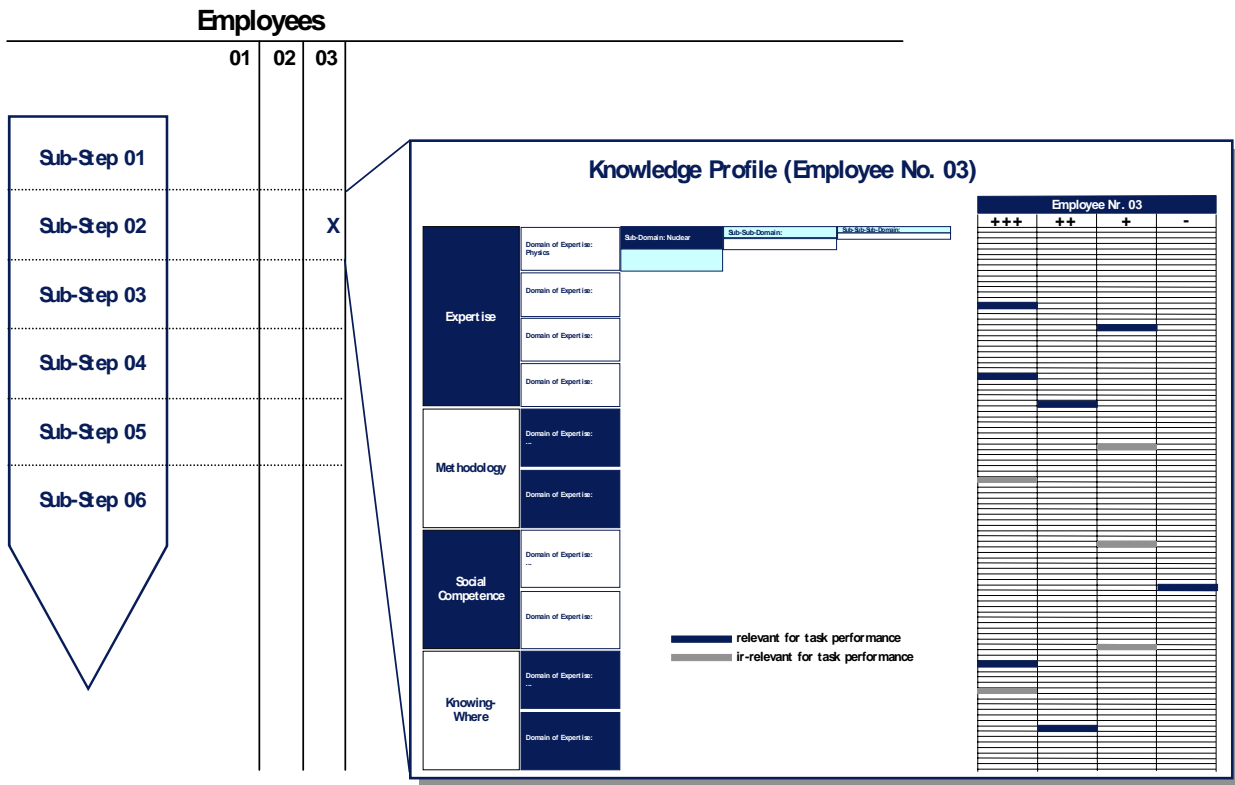 Employees
01 02 03
Sub-Step 01
Sub-Step 02
X
Sub-Step 03
Sub-Step 04
Sub-Step 05
Sub-Step 06
Knowledge Profile (Employee No. 03)
Employee Nr. 03
+++ ++ + -
Expertise
Domain of Expertise:
Physics
Sub-Domain: Nuclear
Sub-Sub-Domain:
Sub-Sub-Sub-Domain:
Domain of Expertise:
Domain of Expertise:
Domain of Expertise:
Methodology
Domain of Expertise:
...
Domain of Expertise:
Social
Competence
Domain of Expertise:
...
Domain of Expertise:
Knowing-
Where
Domain of Expertise:
...
Domain of Expertise:
relevant for task performance
ir-relevant for task performance